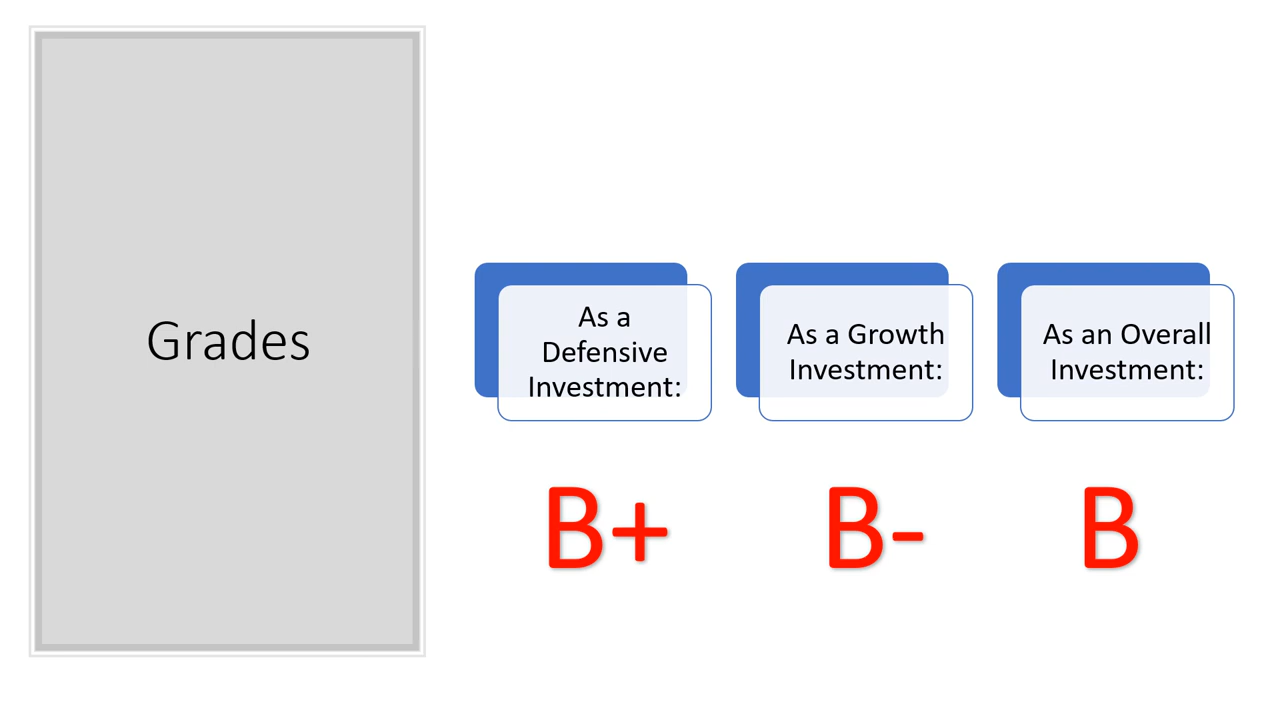 Grades
As a
Defensive
Investment:
As a Growth
Investment:
As an Overall
Investment:
B+
B-
B